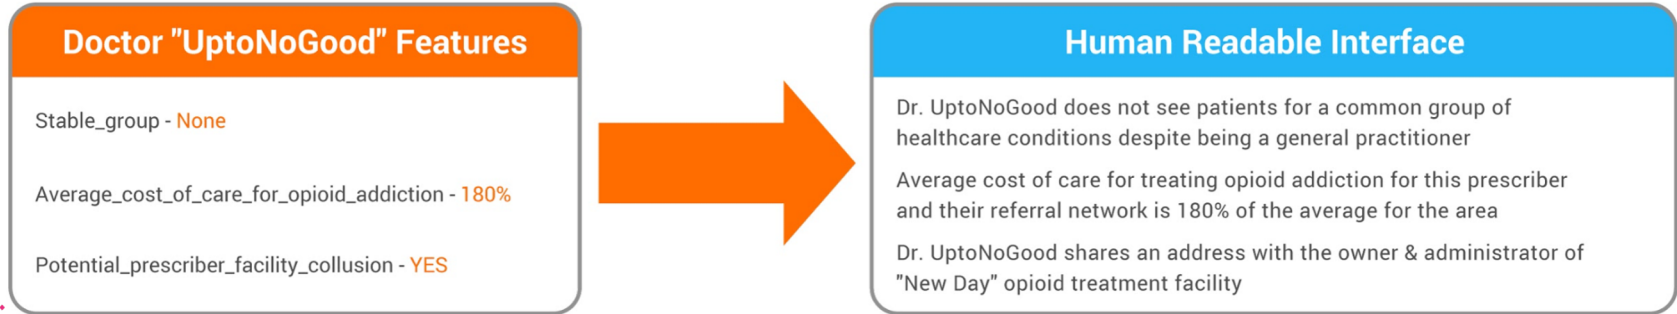 Doctor "UptoNoGood" Features
Stable_group - None
Average_cost_of_care_for_opioid_addiction - 180%
Potential_prescriber_facility_collusion - YES
Human Readable Interface
Dr. UptoNoGood does not see patients for a common group of
healthcare conditions despite being a general practitioner
Average cost of care for treating opioid addiction for this prescriber
and their referral network is 180% of the average for the area
Dr. UptoNoGood shares an address with the owner & administrator of
"New Day" opioid treatment facility